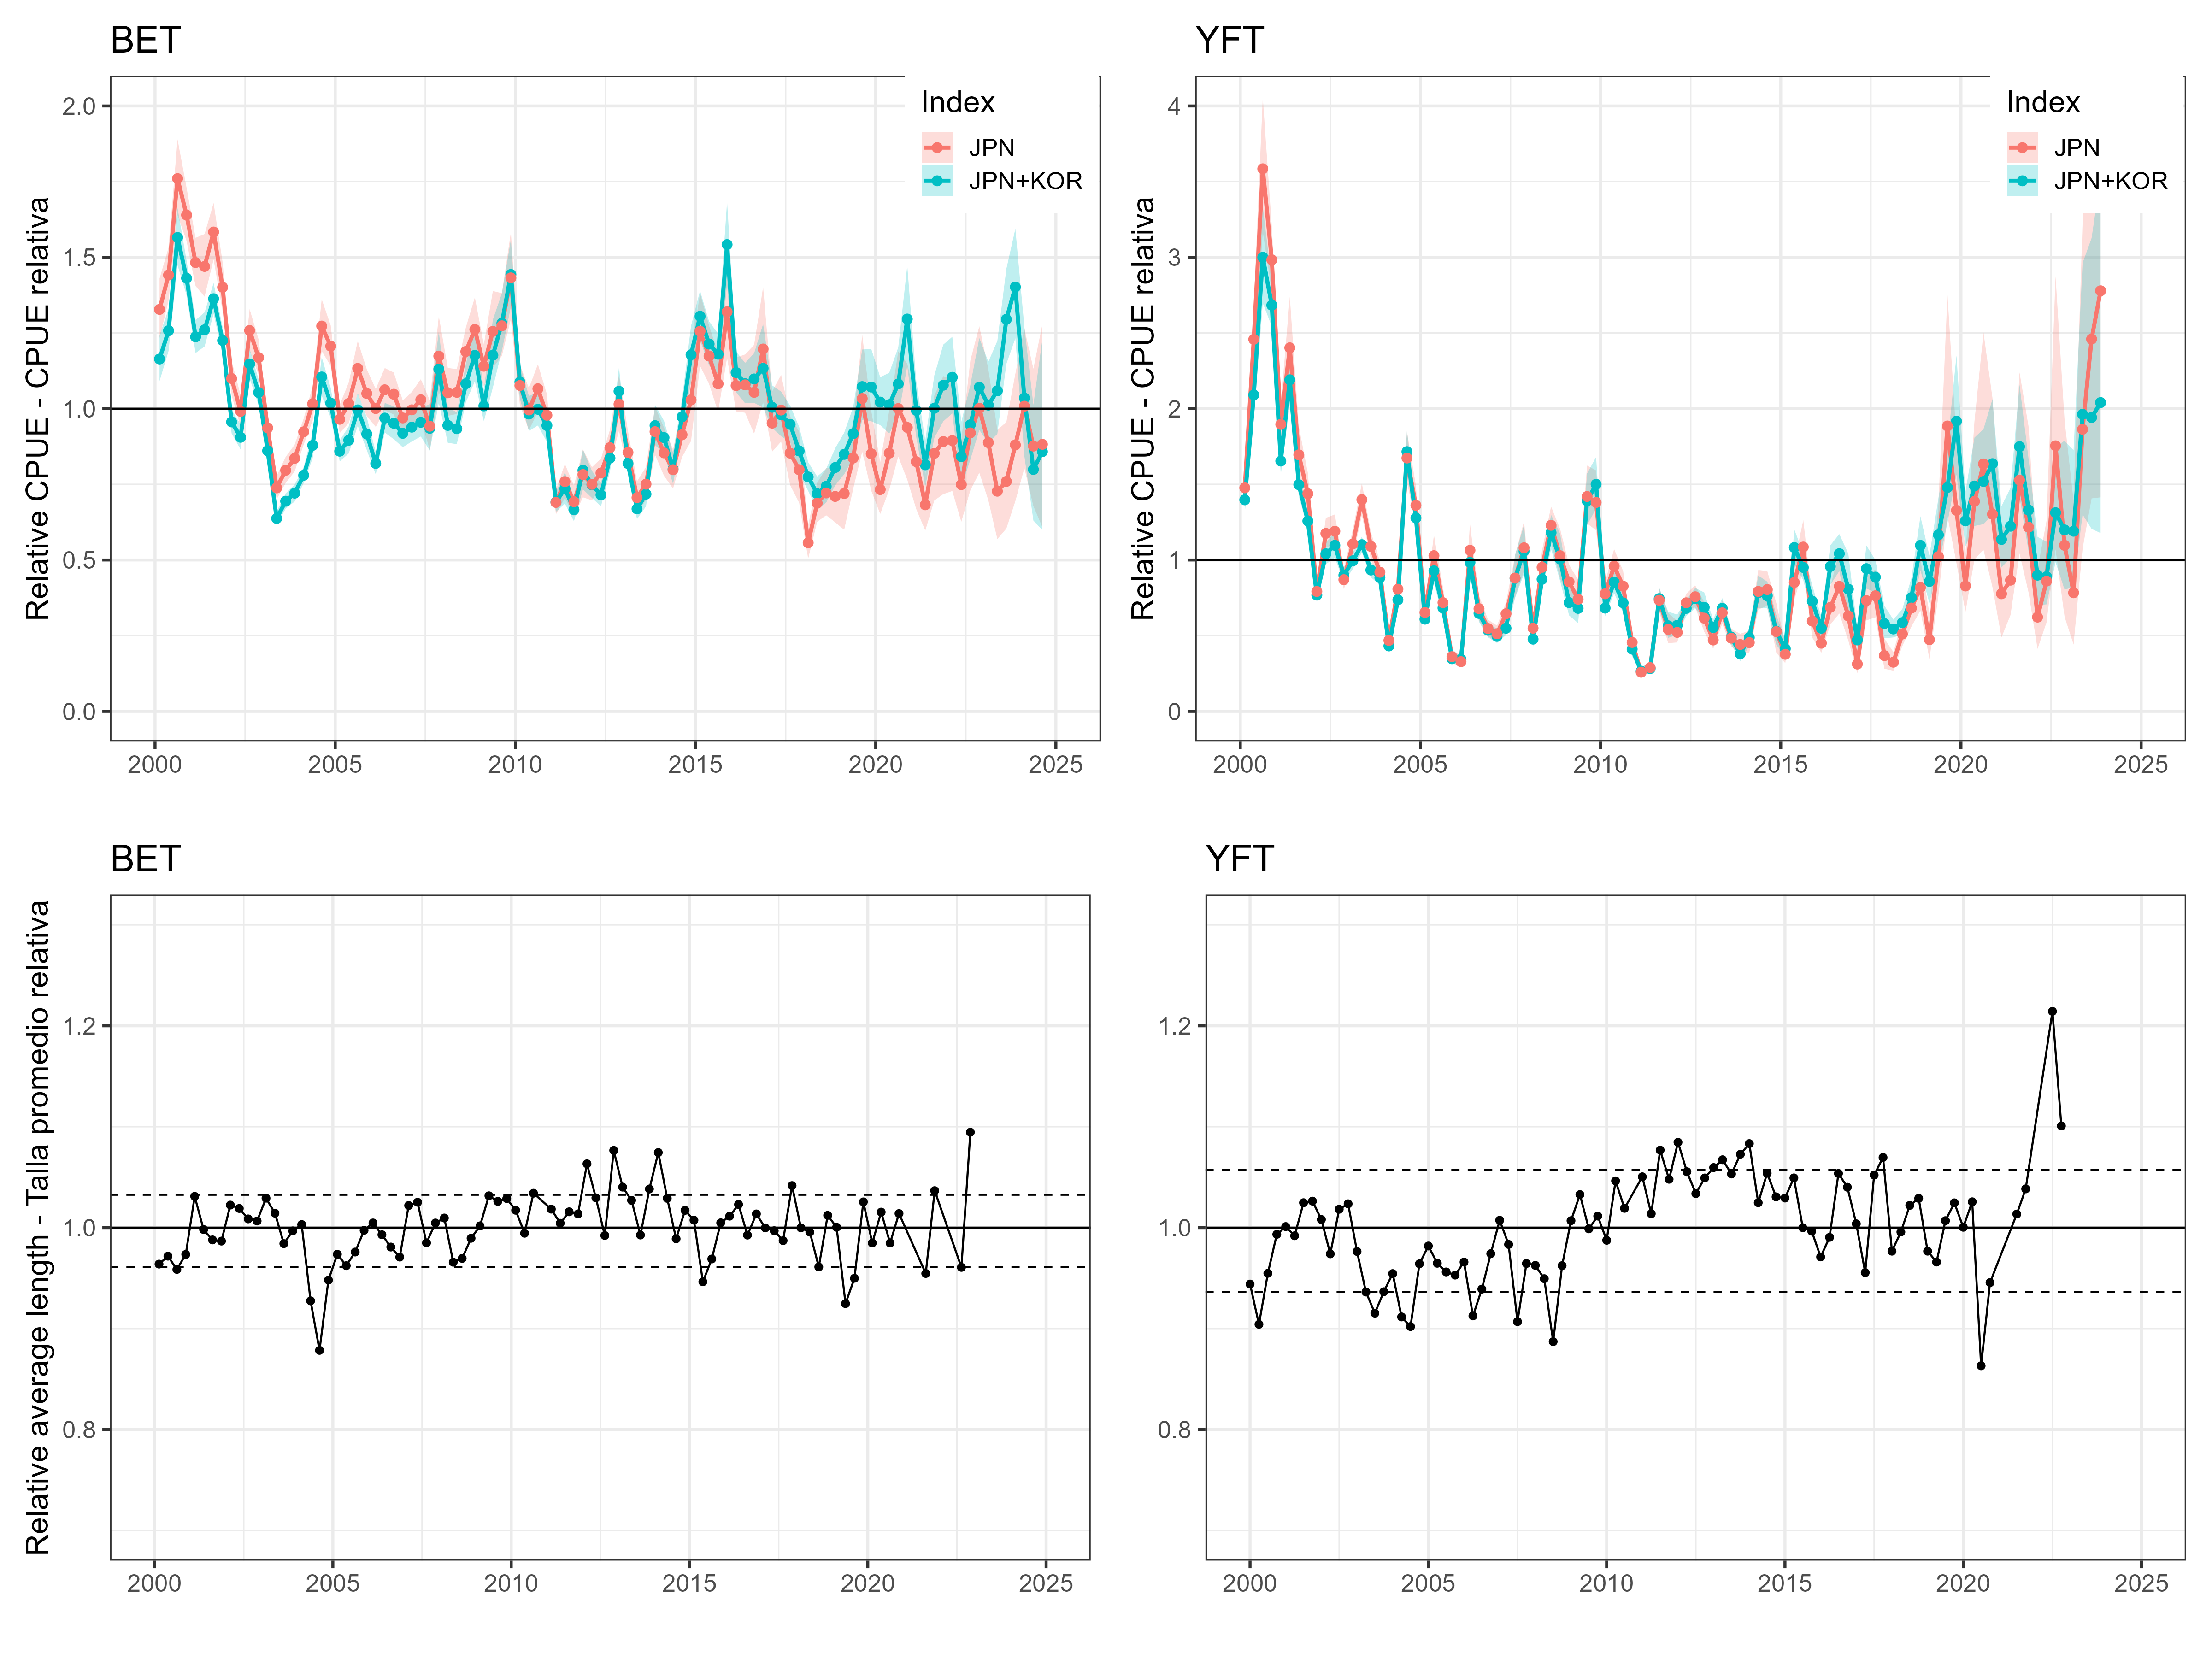 BET
Relative CPUE - CPUE relativa
2.0
1.5
1.0
0.5
0.0
2000 2005 2010 2015 2020 2025
Index
JPN
JPN+KOR
YFT
Relative CPUE - CPUE relativa
4
3
2
1
0
2000 2005 2010 2015 2020 2025
Index
JPN
JPN+KOR
BET
Relative average length - Talla promedio relativa
1.2
1.0
0.8
2000 2005 2010 2015 2020 2025
YFT
1.2
1.0
0.8
2000 2005 2010 2015 2020 2025